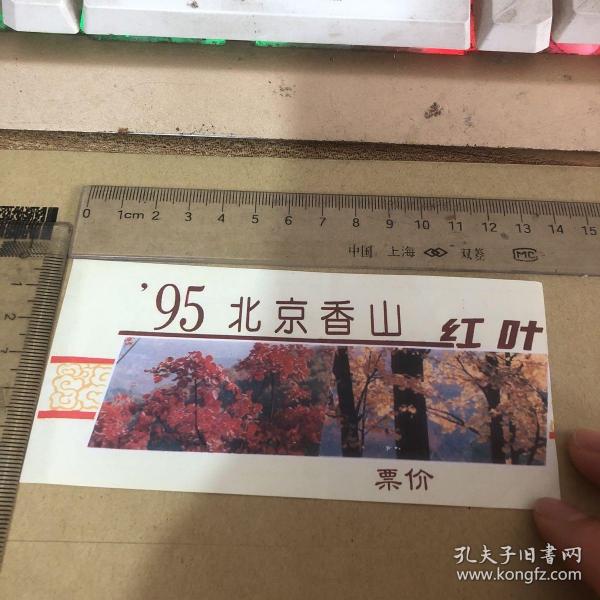 0 1cm 2 3 4 5 6 7 8 9 10 11 12 13 14 15
中国 上海 双箭 MC
'95 北京香山 红叶
票价
孔夫子旧书网
www.kongfz.com